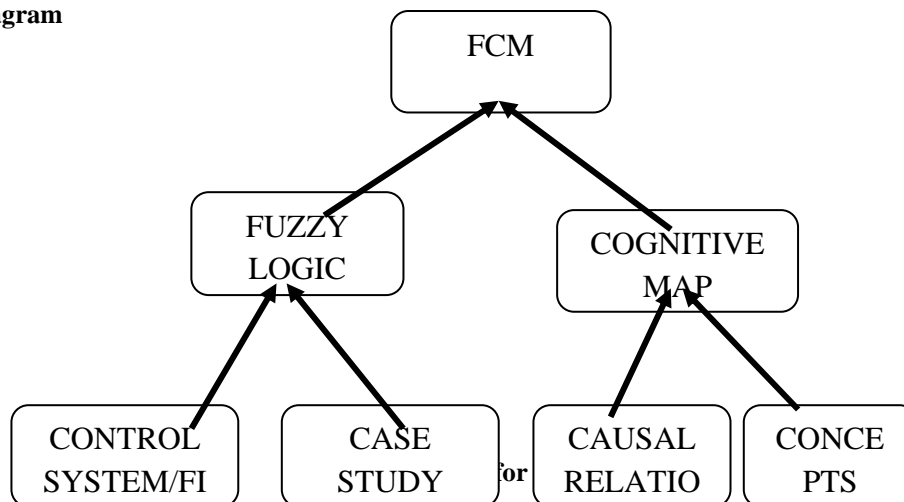 gram
FCM
FUZZY
LOGIC
COGNITIVE
MAP
CONTROL
SYSTEM/FI
CASE
STUDY
for
CAUSAL
RELATIO
CONCE
PTS